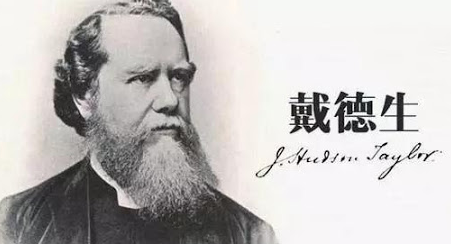 戴德生
J. Hudson Taylor.